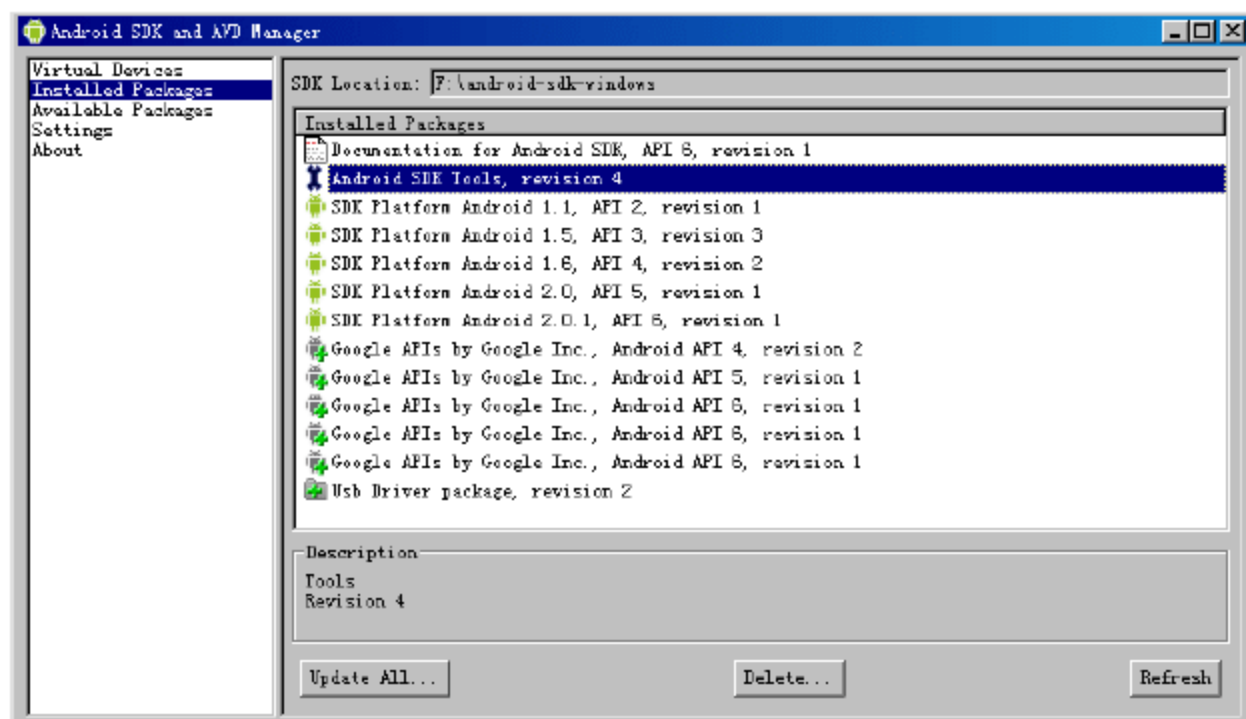 Android SDK and AVD Manager
Virtual Devices
Installed Packages
Available Packages
Settings
About
SDK Location: F:\android-sdk-windows
Installed Packages
Documentation for Android SDK, API 6, revision 1
Android SDK Tools, revision 4
SDK Platform Android 1.1, API 2, revision 1
SDK Platform Android 1.5, API 3, revision 3
SDK Platform Android 1.6, API 4, revision 2
SDK Platform Android 2.0, API 5, revision 1
SDK Platform Android 2.0.1, API 6, revision 1
Google APIs by Google Inc., Android API 4, revision 2
Google APIs by Google Inc., Android API 5, revision 1
Google APIs by Google Inc., Android API 6, revision 1
Google APIs by Google Inc., Android API 6, revision 1
Google APIs by Google Inc., Android API 6, revision 1
Usb Driver package, revision 2
Description
Tools
Revision 4
Update All...
Delete...
Refresh